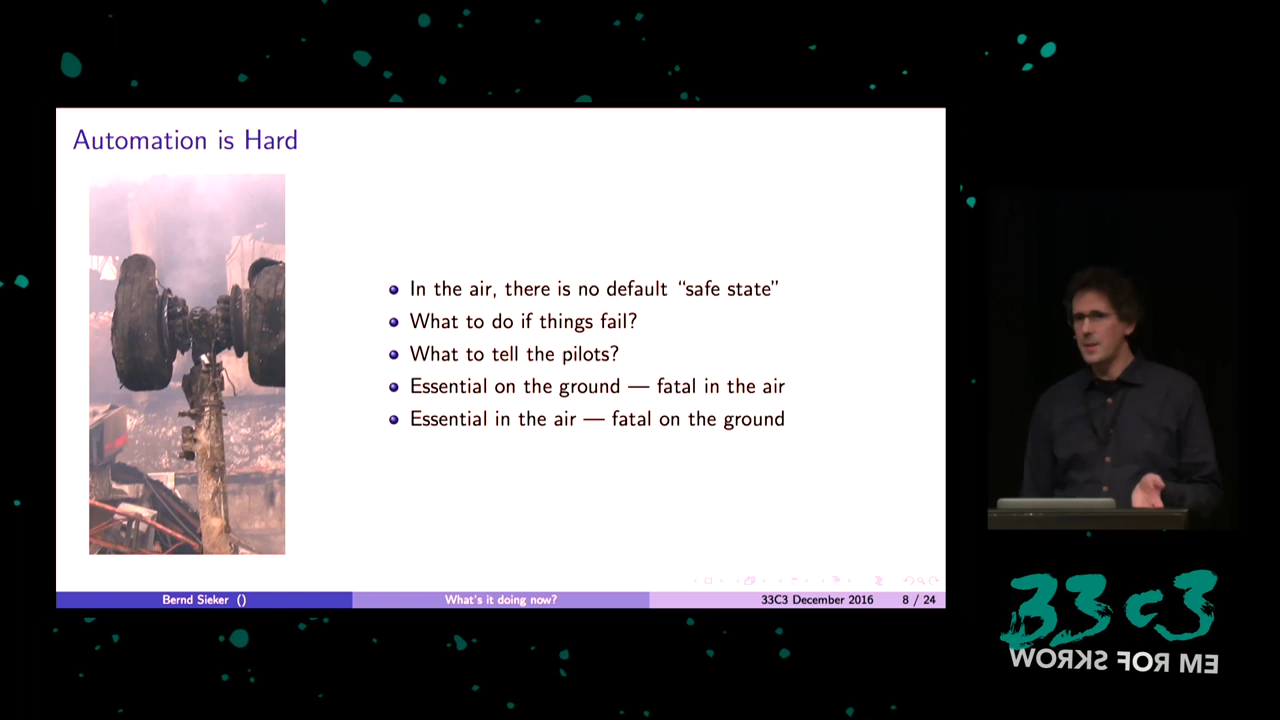 Automation is Hard
In the air, there is no default “safe state”
What to do if things fail?
What to tell the pilots?
Essential on the ground — fatal in the air
Essential in the air — fatal on the ground
Bernd Sieker ()
What's it doing now?
33C3 December 2016
8 / 24
33c3
WORKS FOR ME